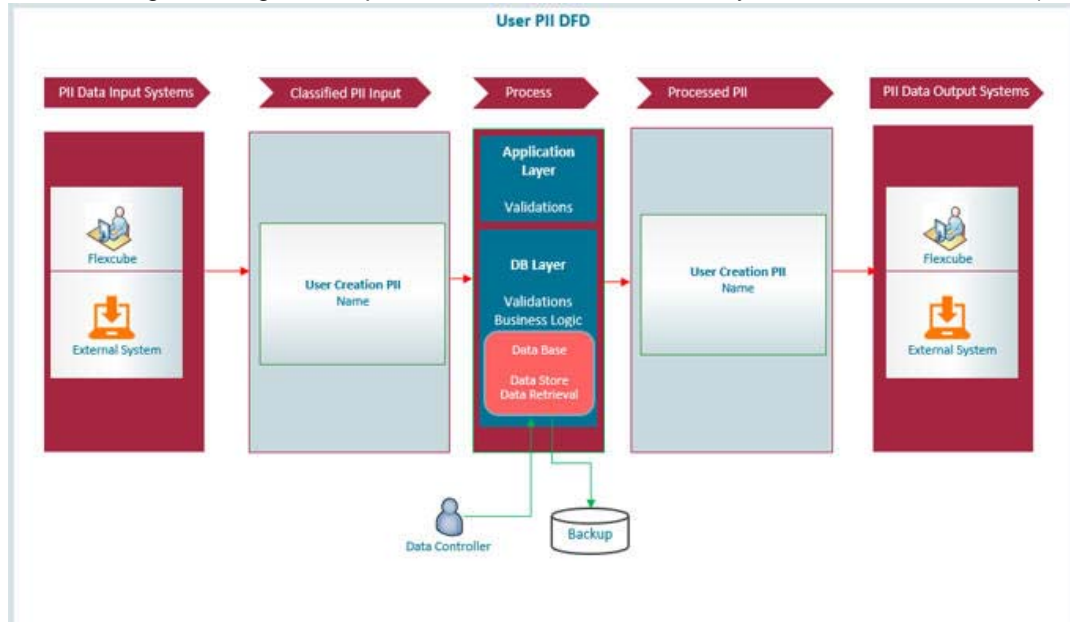 User PII DFD
PII Data Input Systems
Classified PII Input
Process
Processed PII
PII Data Output Systems
Flexcube
External System
User Creation PII
Name
Application
Layer
Validations
DB Layer
Validations
Business Logic
Data Base
Data Store
Data Retrieval
User Creation PII
Name
Flexcube
External System
Data Controller
Backup